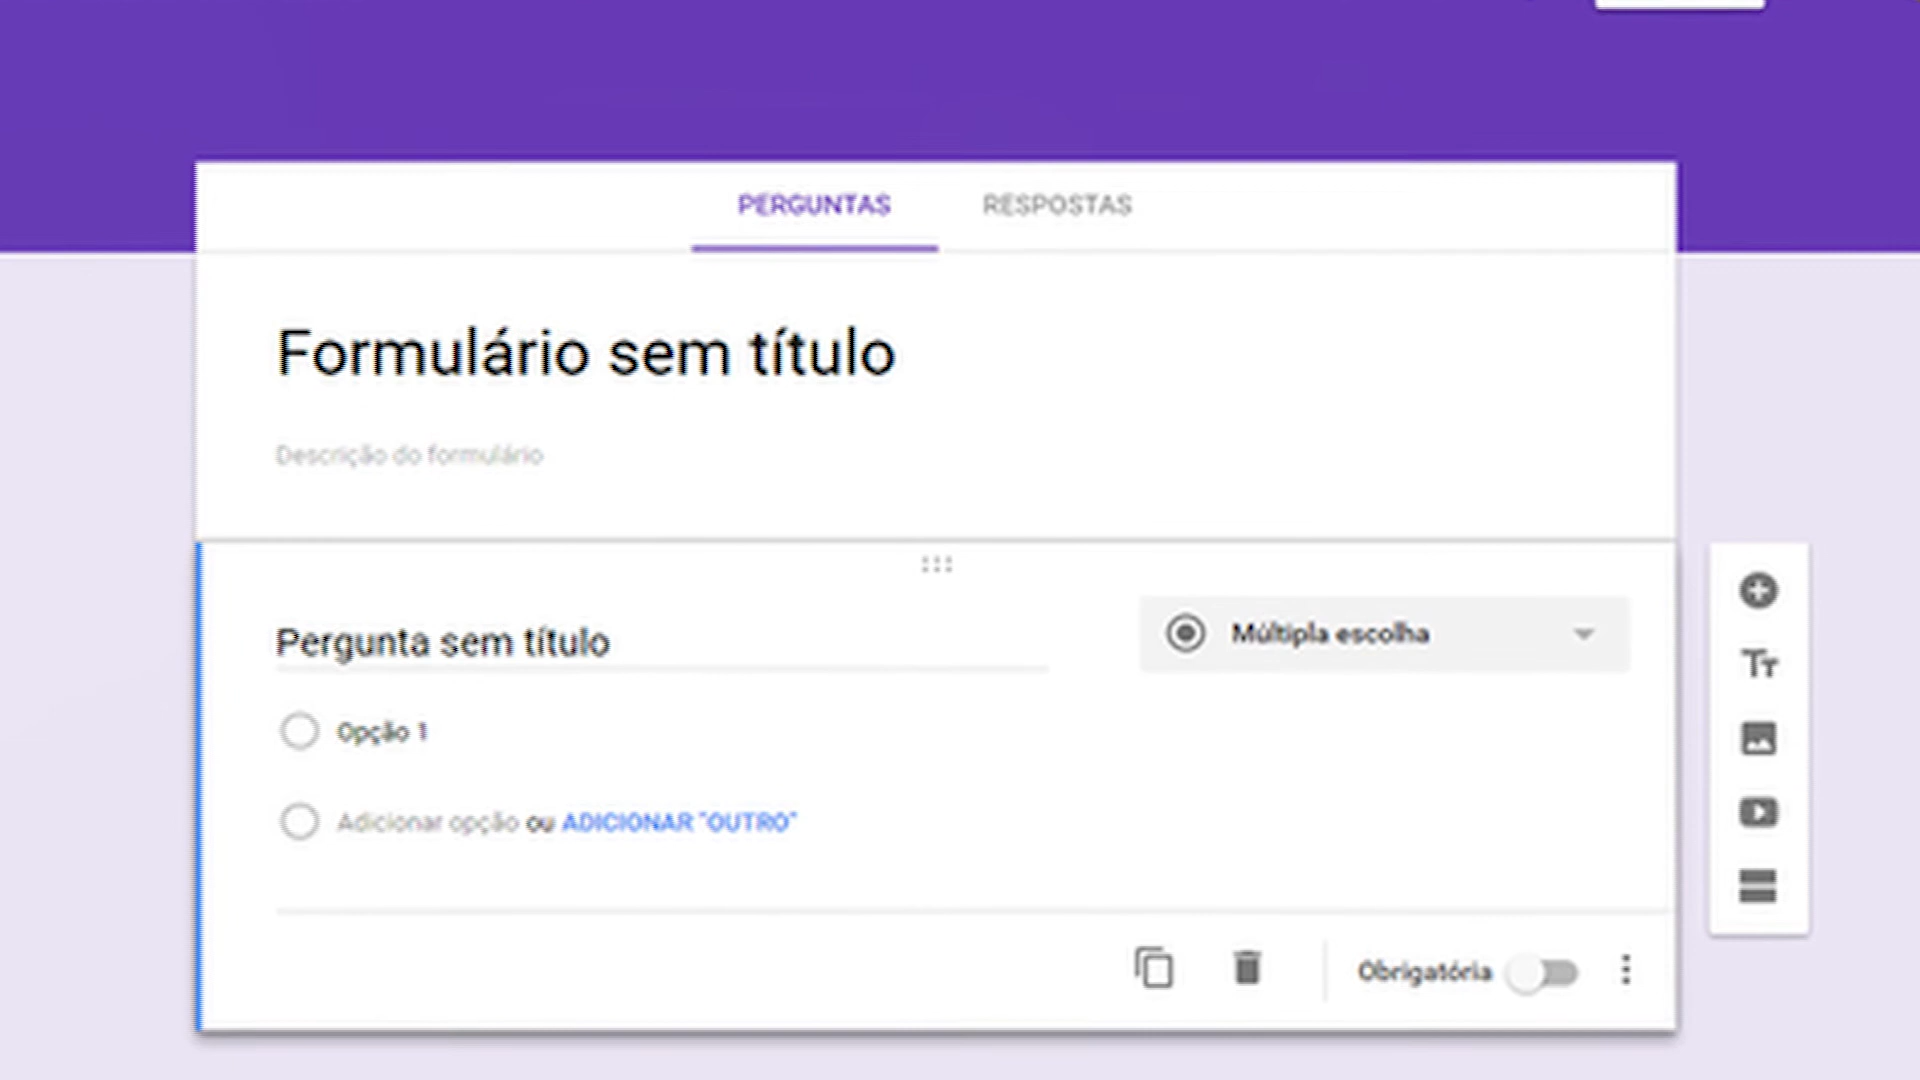 PERGUNTAS RESPOSTAS
Formulário sem título
Descrição do formulário
Pergunta sem título
Múltipla escolha
Opção 1
Adicionar opção ou ADICIONAR "OUTRO"
Tт
Obrigatória